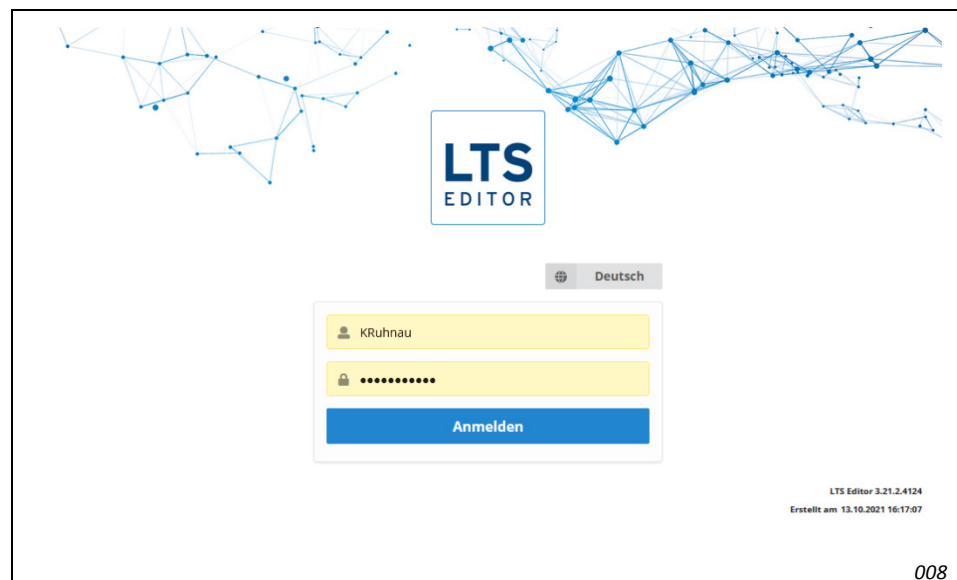 LTS
EDITOR
Deutsch
KRuhnau
•••••••••••
Anmelden
LTS Editor 3.21.2.4124
Erstellt am 13.10.2021 16:17:07
008